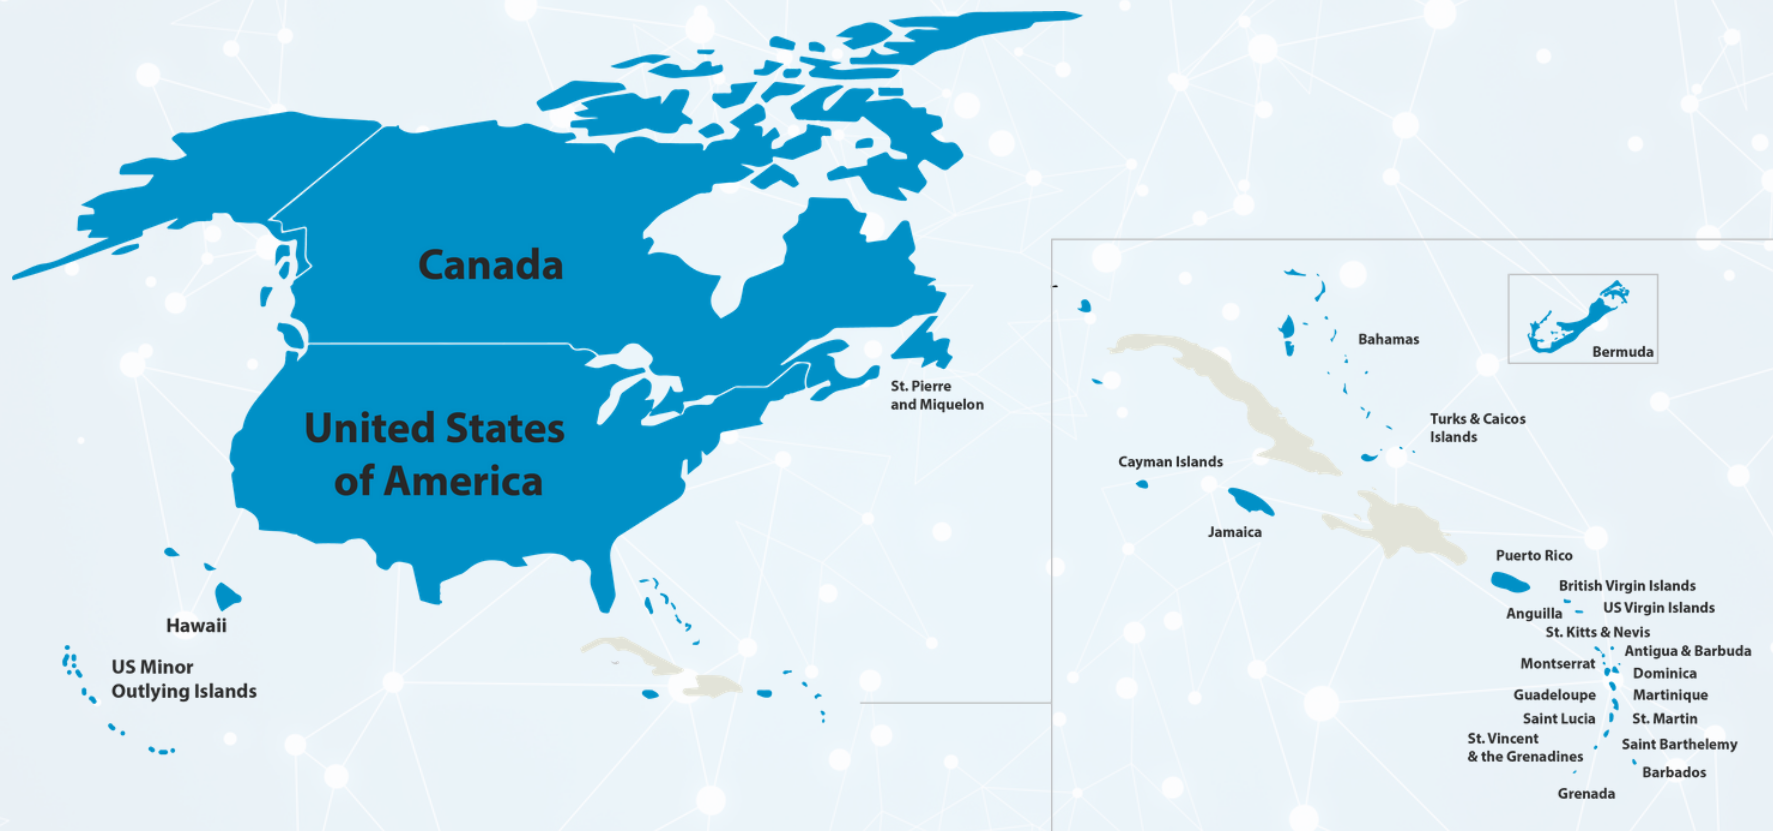 Canada
United States
of America
St. Pierre
and Miquelon
Hawaii
US Minor
Outlying Islands
Bahamas
Bermuda
Turks & Caicos
Islands
Cayman Islands
Jamaica
Puerto Rico
British Virgin Islands
Anguilla
US Virgin Islands
St. Kitts & Nevis
Antigua & Barbuda
Montserrat
Dominica
Guadeloupe
Martinique
Saint Lucia
St. Martin
St. Vincent
& the Grenadines
Saint Barthelemy
Barbados
Grenada